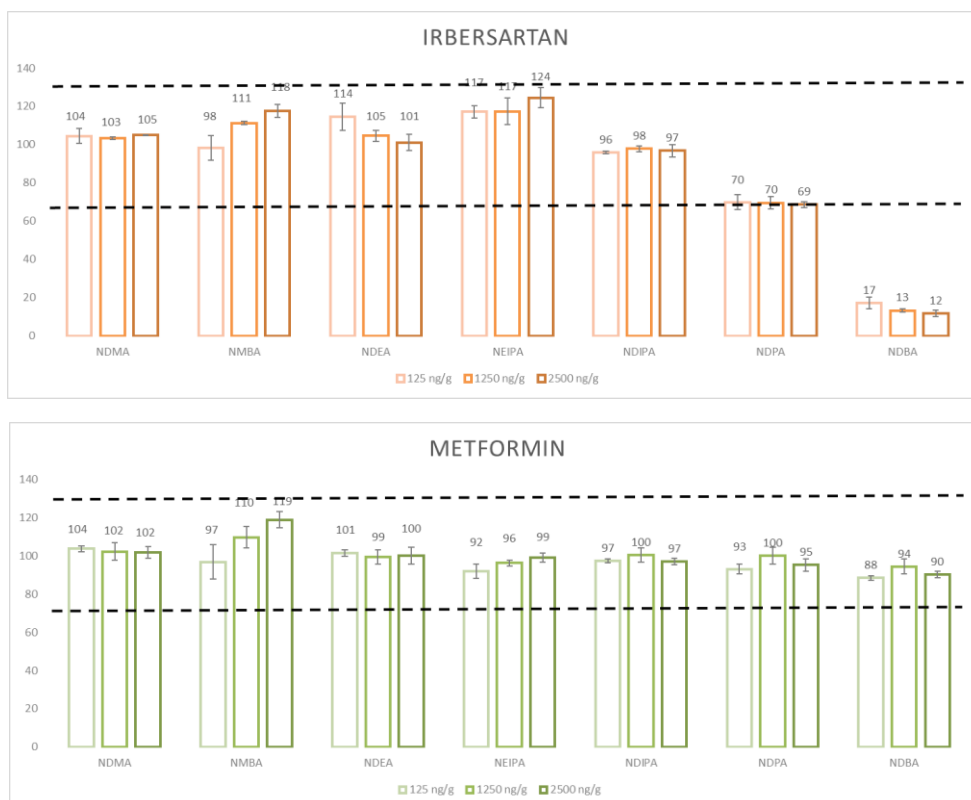 IRBERSARTAN
140
120
100
80
60
40
20
0
104 103 105
98 111 118
114 105 101
117 117 124
96 98 97
70 70 69
17 13 12
NDMA NMBA NDEA NEIPA NDIPA NDPA NDBA
125 ng/g 1250 ng/g 2500 ng/g
METFORMIN
140
120
100
80
60
40
20
0
104 102 102
97 110 119
101 99 100
92 96 99
97 100 97
93 100 95
88 94 90
NDMA NMBA NDEA NEIPA NDIPA NDPA NDBA
125 ng/g 1250 ng/g 2500 ng/g